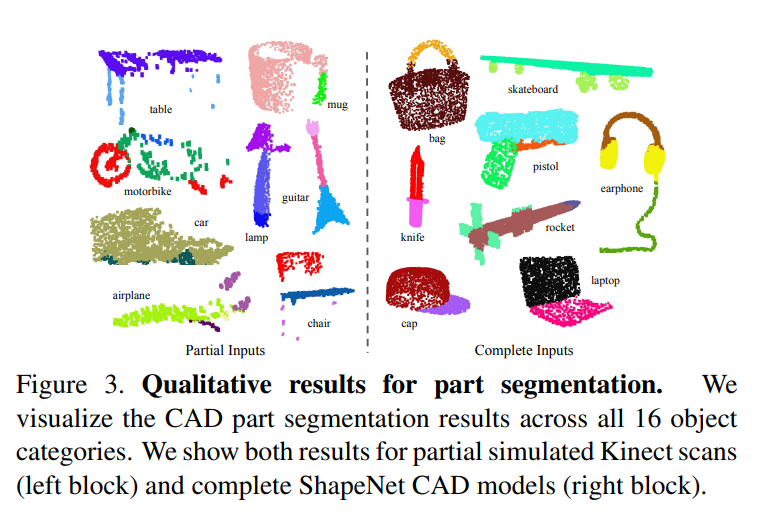 table
mug
motorbike
guitar
car
lamp
airplane
chair
Partial Inputs
bag
skateboard
pistol
earphone
knife
rocket
cap
laptop
Complete Inputs
Figure 3. Qualitative results for part segmentation. We
visualize the CAD part segmentation results across all 16 object
categories. We show both results for partial simulated Kinect scans
(left block) and complete ShapeNet CAD models (right block).